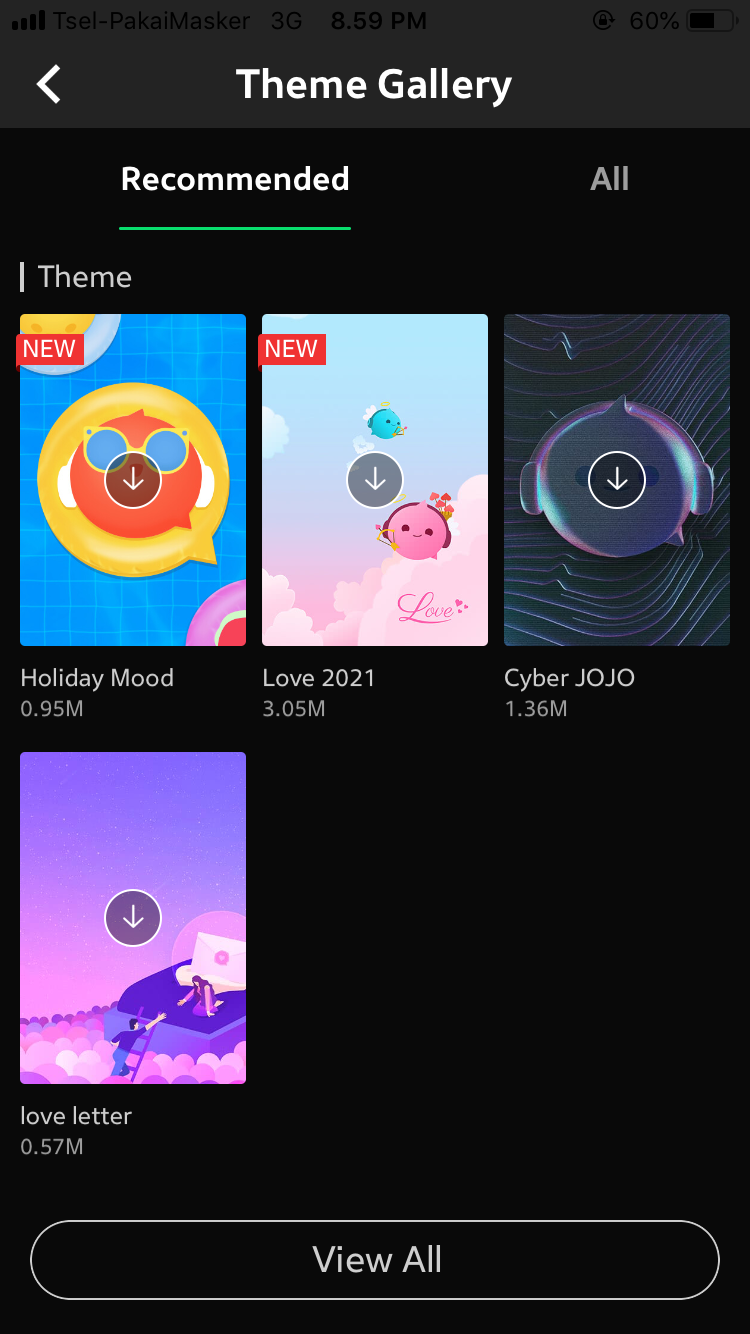 Tsel-PakaiMasker 3G 8.59 PM 60%
Theme Gallery
Recommended All
Theme
NEW NEW
Love
Holiday Mood Love 2021 Cyber JOJO
0.95M 3.05M 1.36M
love letter
0.57M
View All